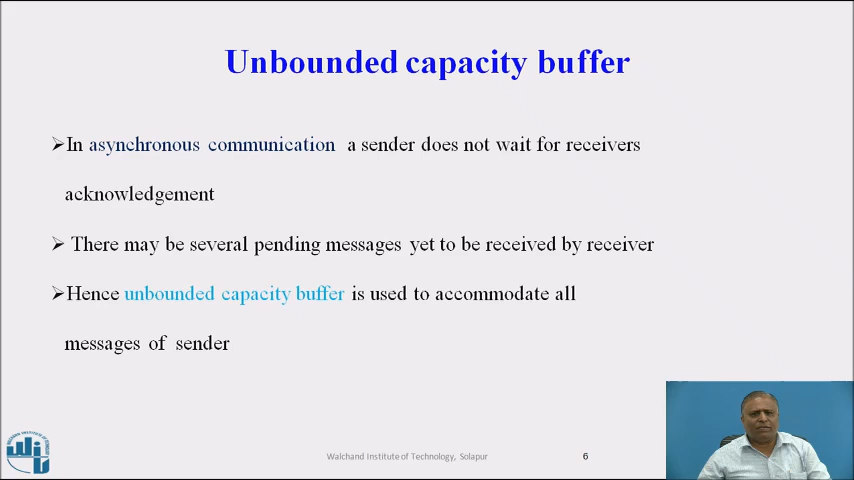 Unbounded capacity buffer
➢In asynchronous communication a sender does not wait for receivers
acknowledgement
➢ There may be several pending messages yet to be received by receiver
➢Hence unbounded capacity buffer is used to accommodate all
messages of sender
Walchand Institute of Technology, Solapur
6